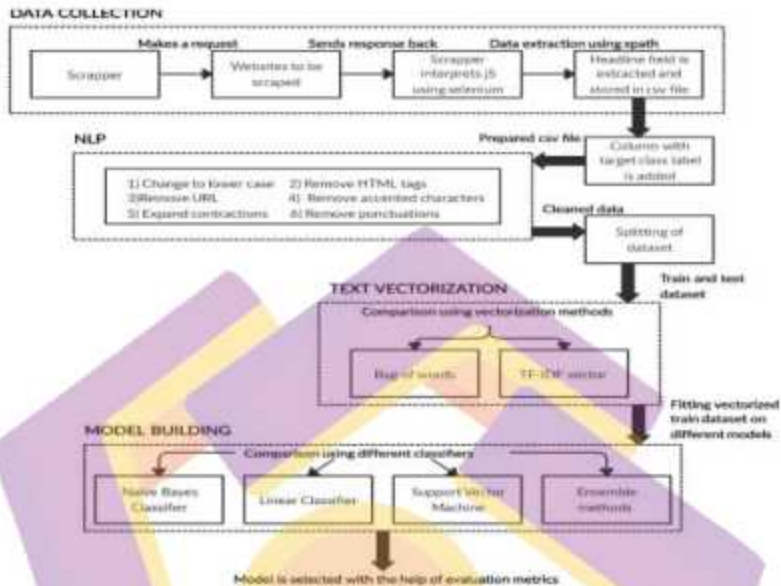 DATA COLLECTION
Makes a request
Sends response back
Data extraction using xpath
Scrapper
Websites to be
scraped
Scrapper
interprets JS
using selenium
Headline field is
extracted and
stored in csv file
NLP
Prepared csv file
Column with
target class label
is added
1) Change to lower case 2) Remove HTML tags
3)Remove URL 4) Remove accented characters
5) Expand contractions 6) Remove punctuations
Cleaned data
Splitting of
dataset
Train and test
dataset
TEXT VECTORIZATION
Comparison using vectorization methods
Bag of words
TF-IDF vector
Fitting vectorized
train dataset on
different models
MODEL BUILDING
Comparison using different classifiers
Naive Bayes
Classifier
Linear Classifier
Support Vector
Machine
Ensemble
methods
Model is selected with the help of evaluation metrics